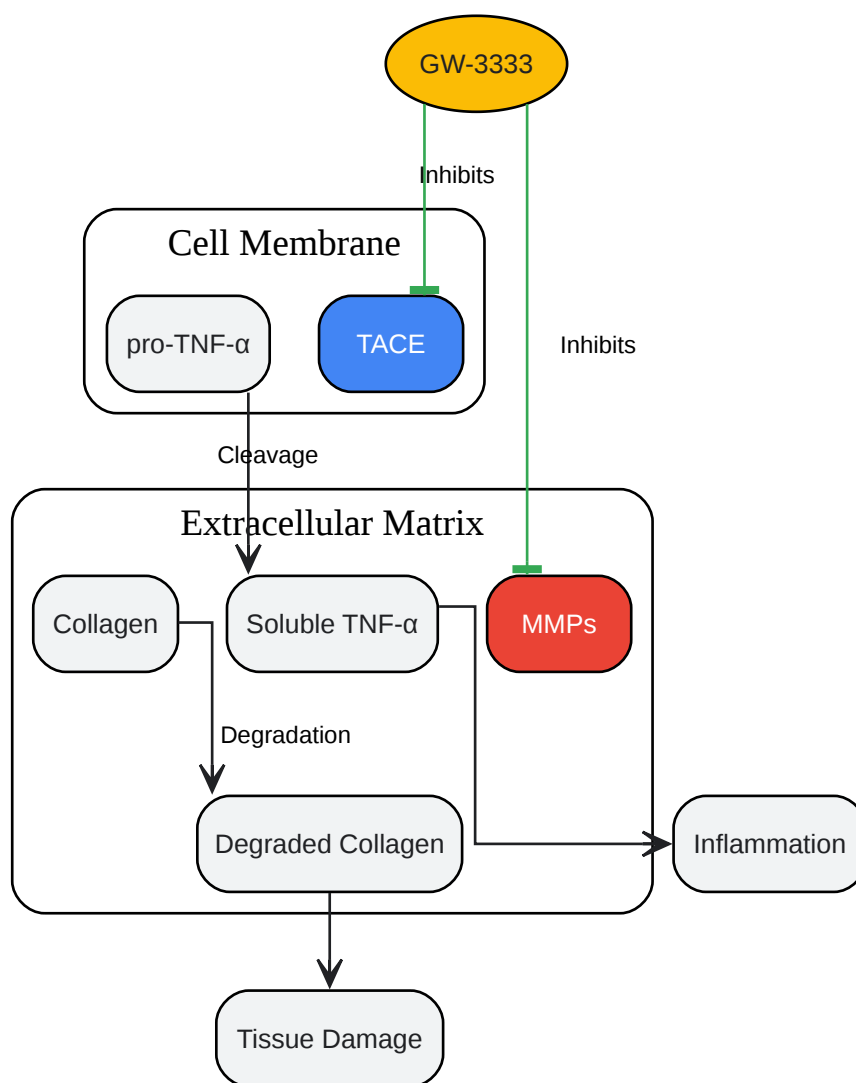 GW-3333
Inhibits
Cell Membrane
pro-TNF-α
TACE
Inhibits
Cleavage
Extracellular Matrix
Collagen
Soluble TNF-α
MMPs
Degradation
Degraded Collagen
Inflammation
Tissue Damage